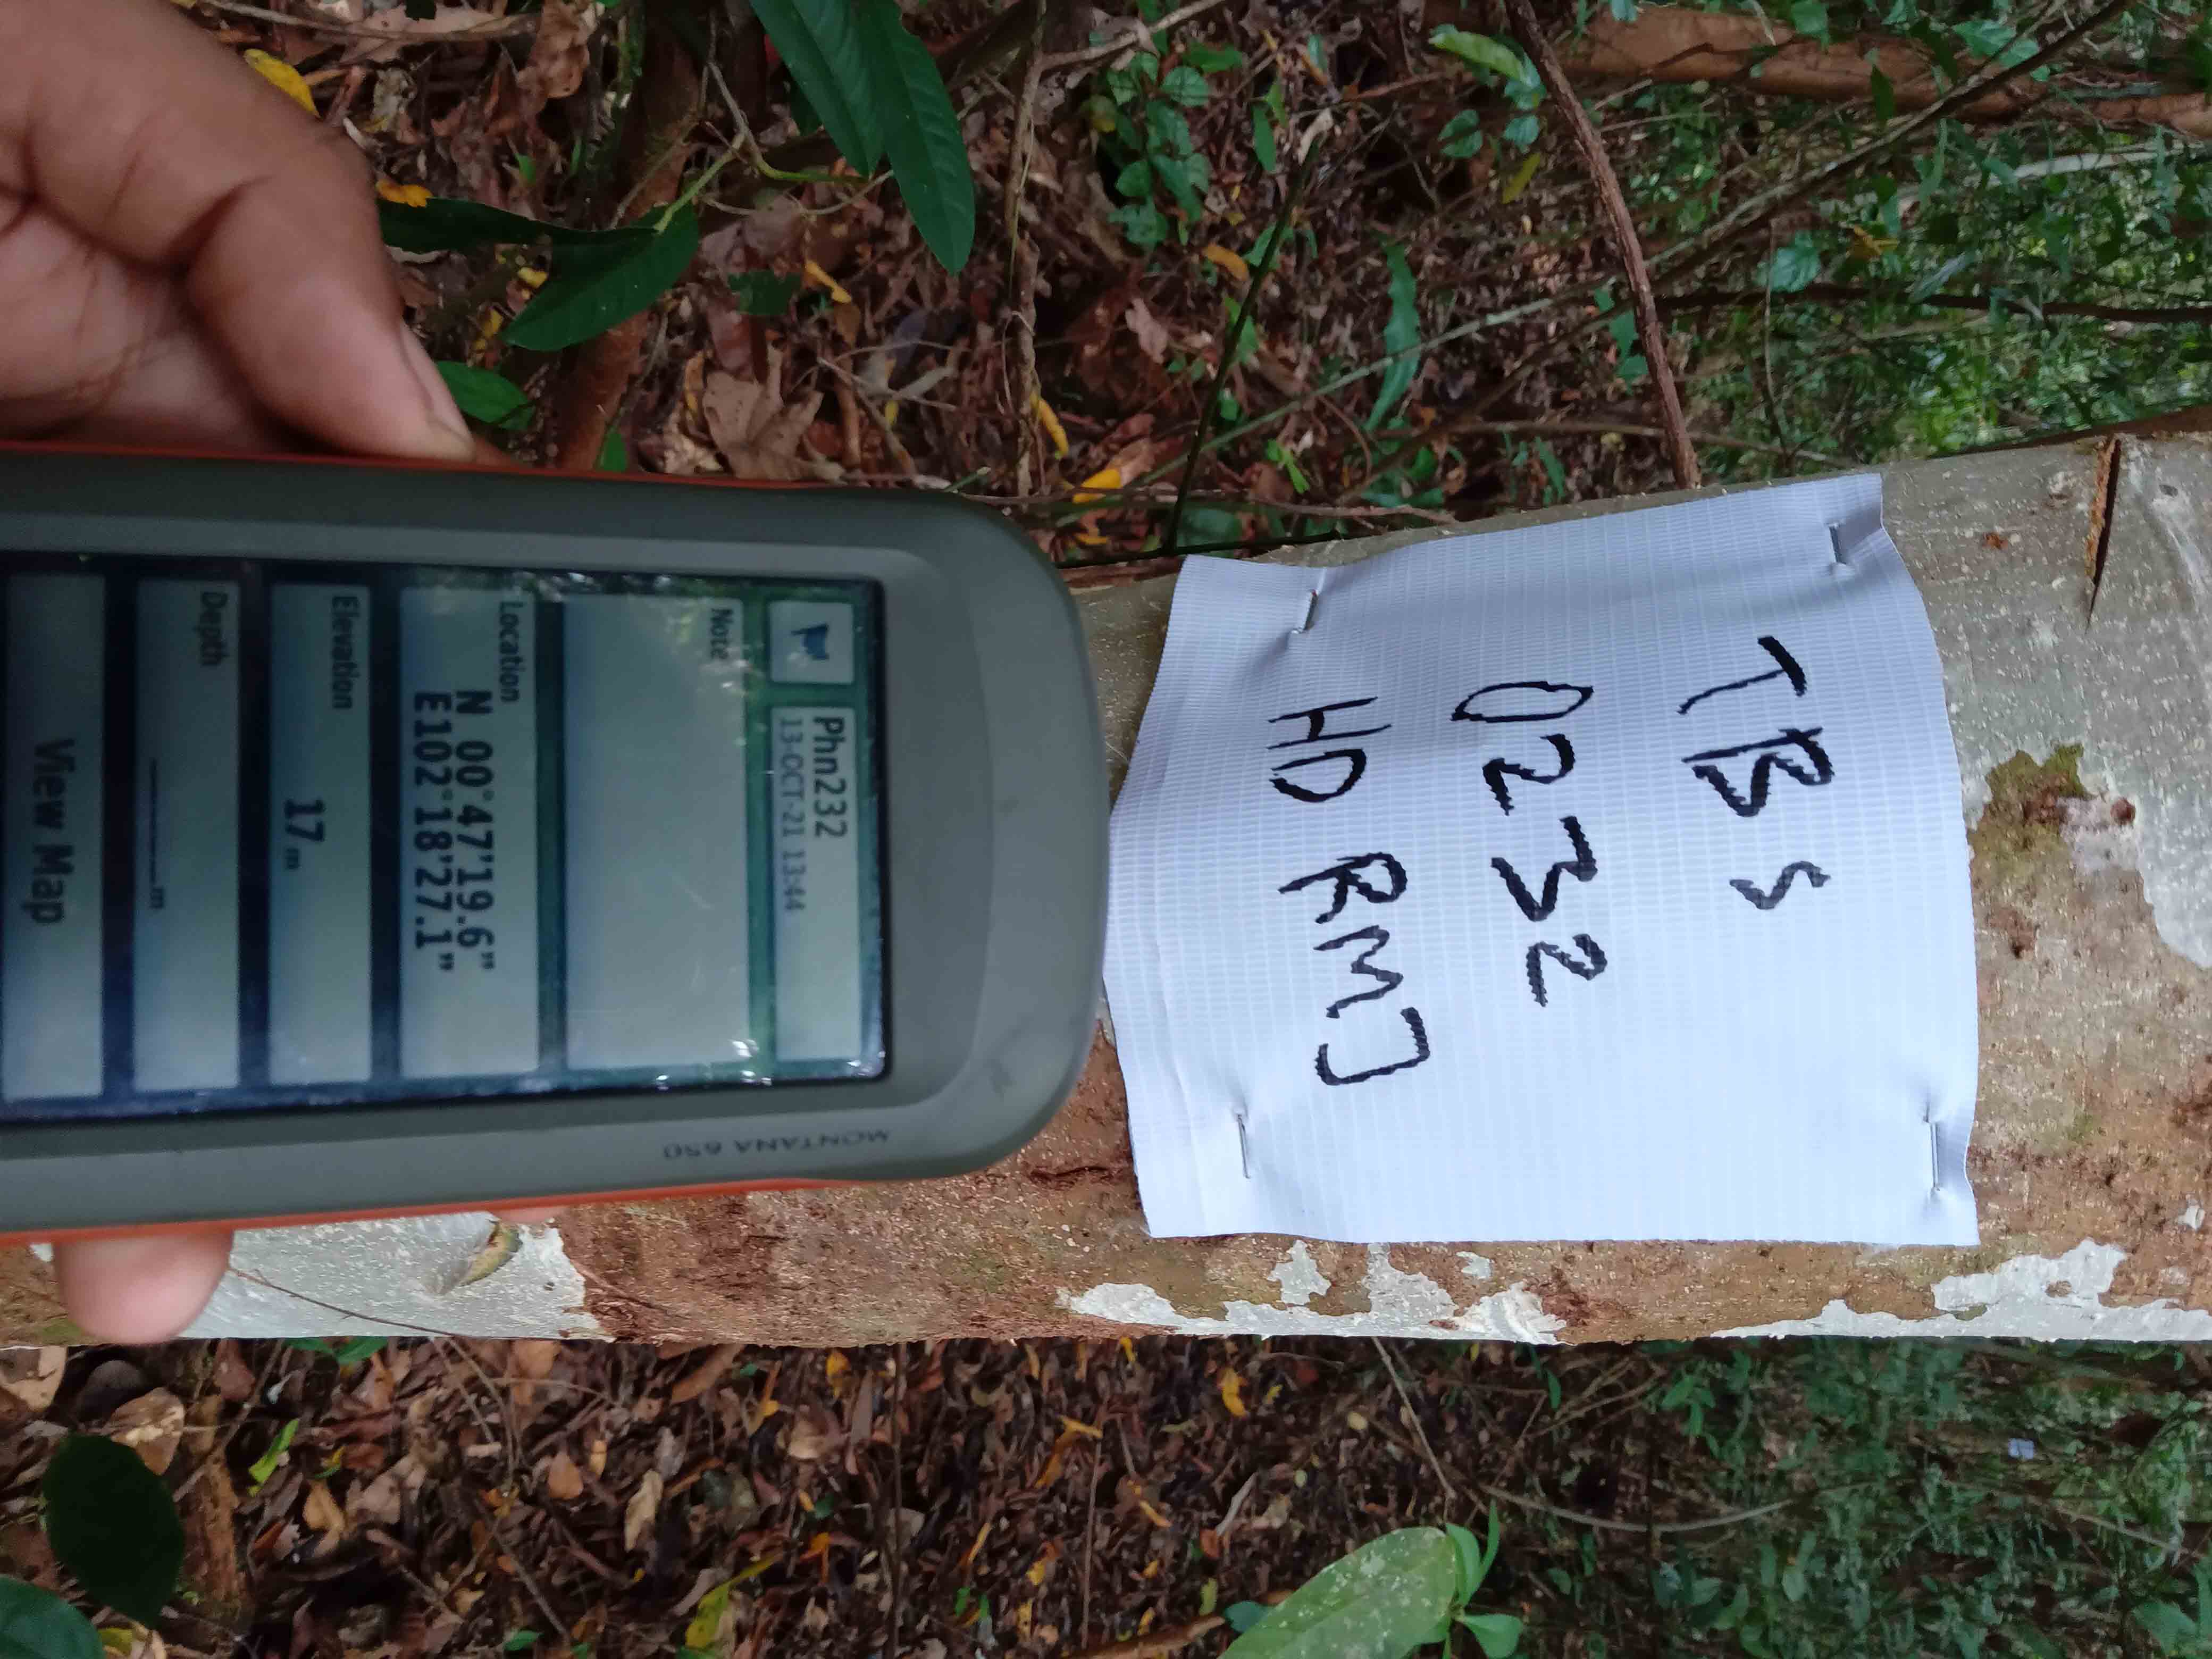 TBS
0232
HD RMJ
MONTANA 650
Phn232
13-OCT-21 13:44
Note
Location
N 00°47'19.6"
E102°18'27.1"
Elevation
17 m
Depth
______m
View Map